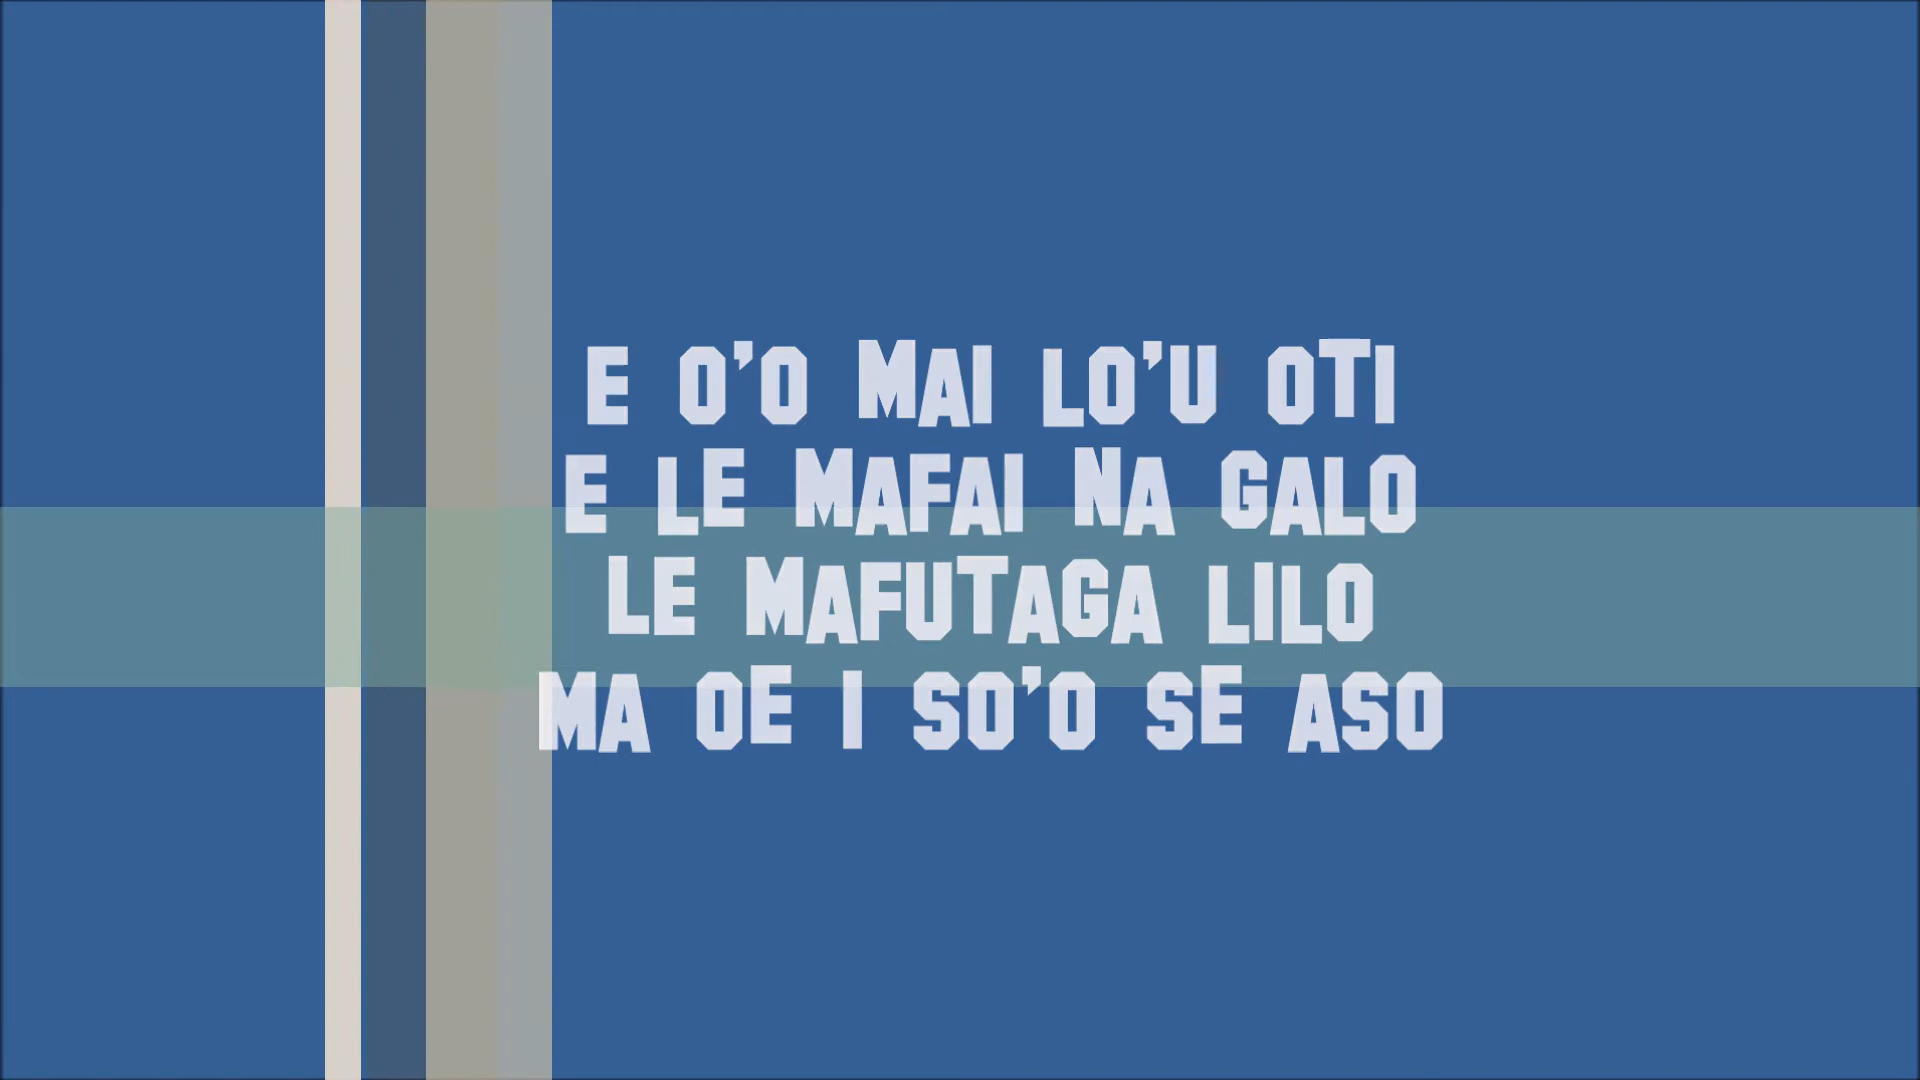 E O’O MAI LO’U OTI
E LE MAFAI NA GALO
LE MAFUTAGA LILO
MA OE I SO’O SE ASO